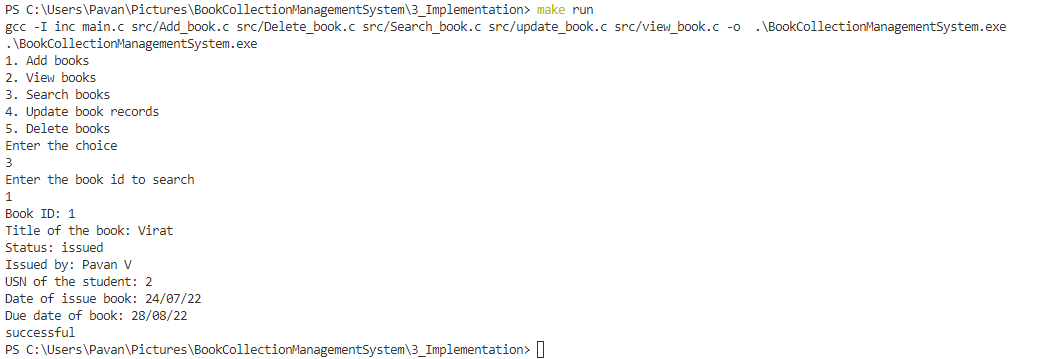 PS C:\Users\Pavan\Pictures\BookCollectionManagementSystem\3_Implementation> make run
gcc -I inc main.c src/Add_book.c src/Delete_book.c src/Search_book.c src/update_book.c src/view_book.c -o  .\BookCollectionManagementSystem.exe
.\BookCollectionManagementSystem.exe
1. Add books
2. View books
3. Search books
4. Update book records
5. Delete books
Enter the choice
3
Enter the book id to search
1
Book ID: 1
Title of the book: Virat
Status: issued
Issued by: Pavan V
USN of the student: 2
Date of issue book: 24/07/22
Due date of book: 28/08/22
successful
PS C:\Users\Pavan\Pictures\BookCollectionManagementSystem\3_Implementation>